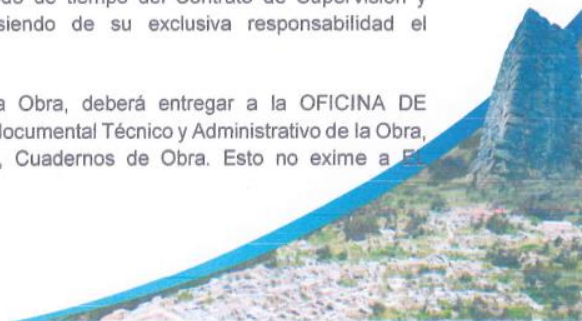 do de tiempo del Contrato de Supervisión y
siendo de su exclusiva responsabilidad el
a Obra, deberá entregar a la OFICINA DE
documental Técnico y Administrativo de la Obra,
, Cuadernos de Obra. Esto no exime a EL